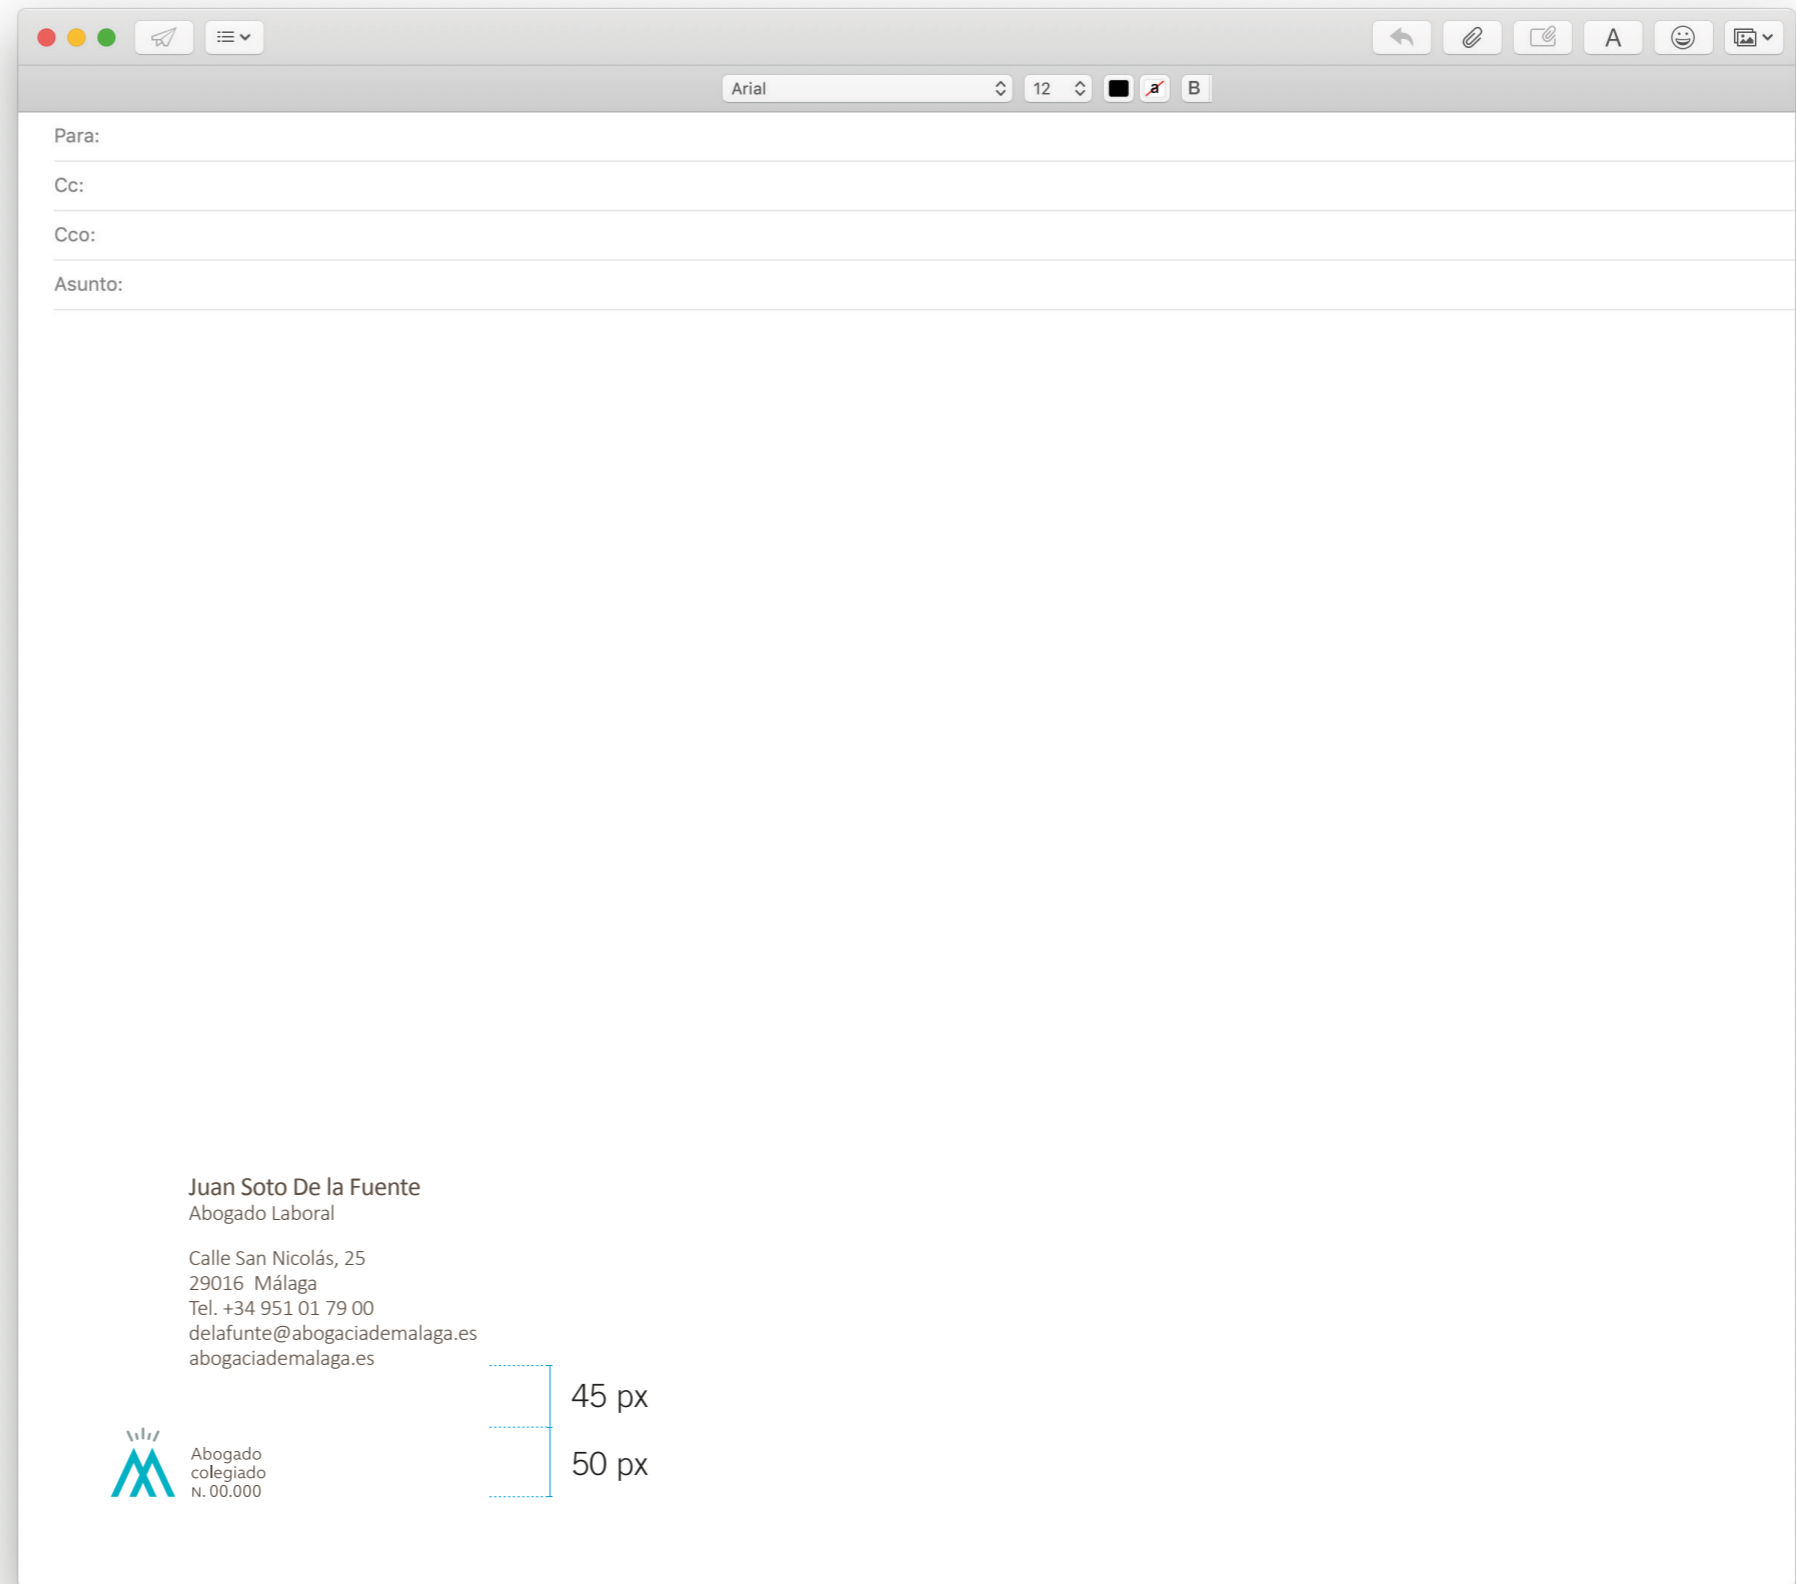 Arial 12 a B
Para:
Cc:
Cco:
Asunto:
Juan Soto De la Fuente
Abogado Laboral
Calle San Nicolás, 25
29016 Málaga
Tel. +34 951 01 79 00
delafunte@abogaciademalaga.es
abogaciademalaga.es
45 px
50 px
Abogado
colegiado
N. 00.000